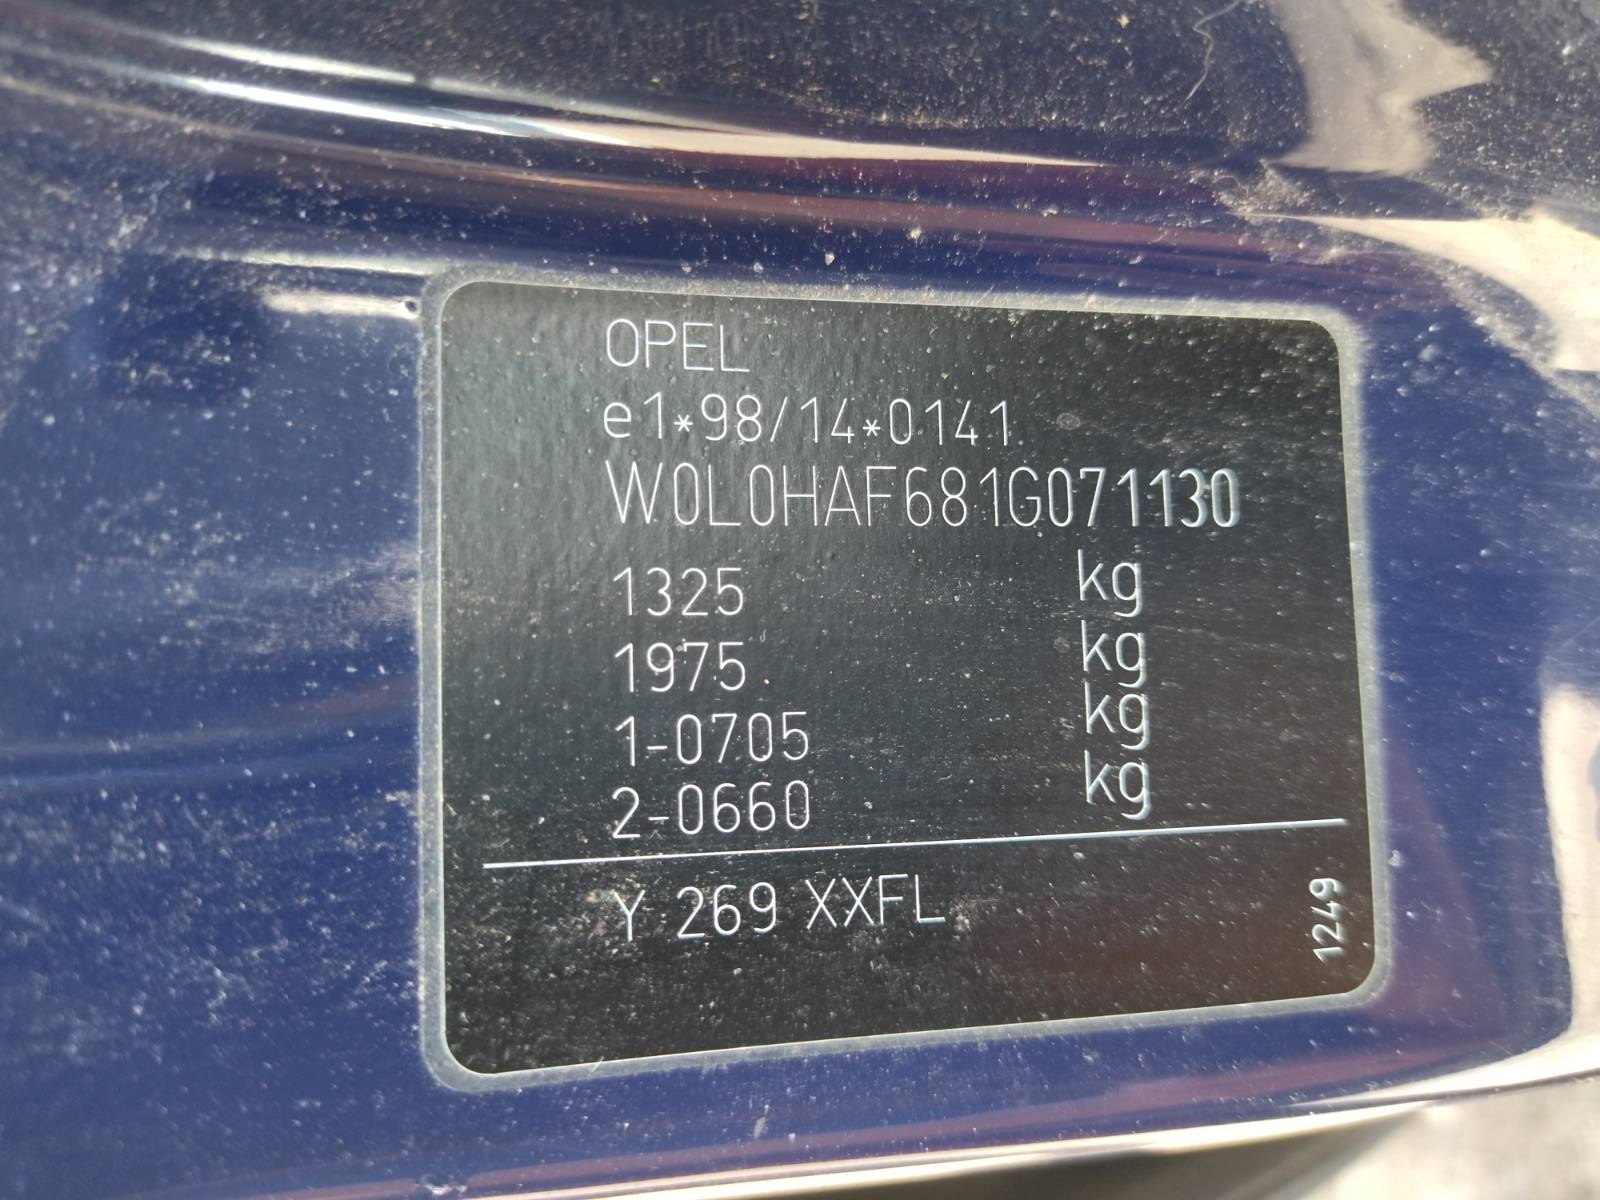 OPEL
e1*98/14*0141
W0L0HAF681G071130
1325 kg
1975 kg
1-0705 kg
2-0660 kg
Y 269 XXFL
1249